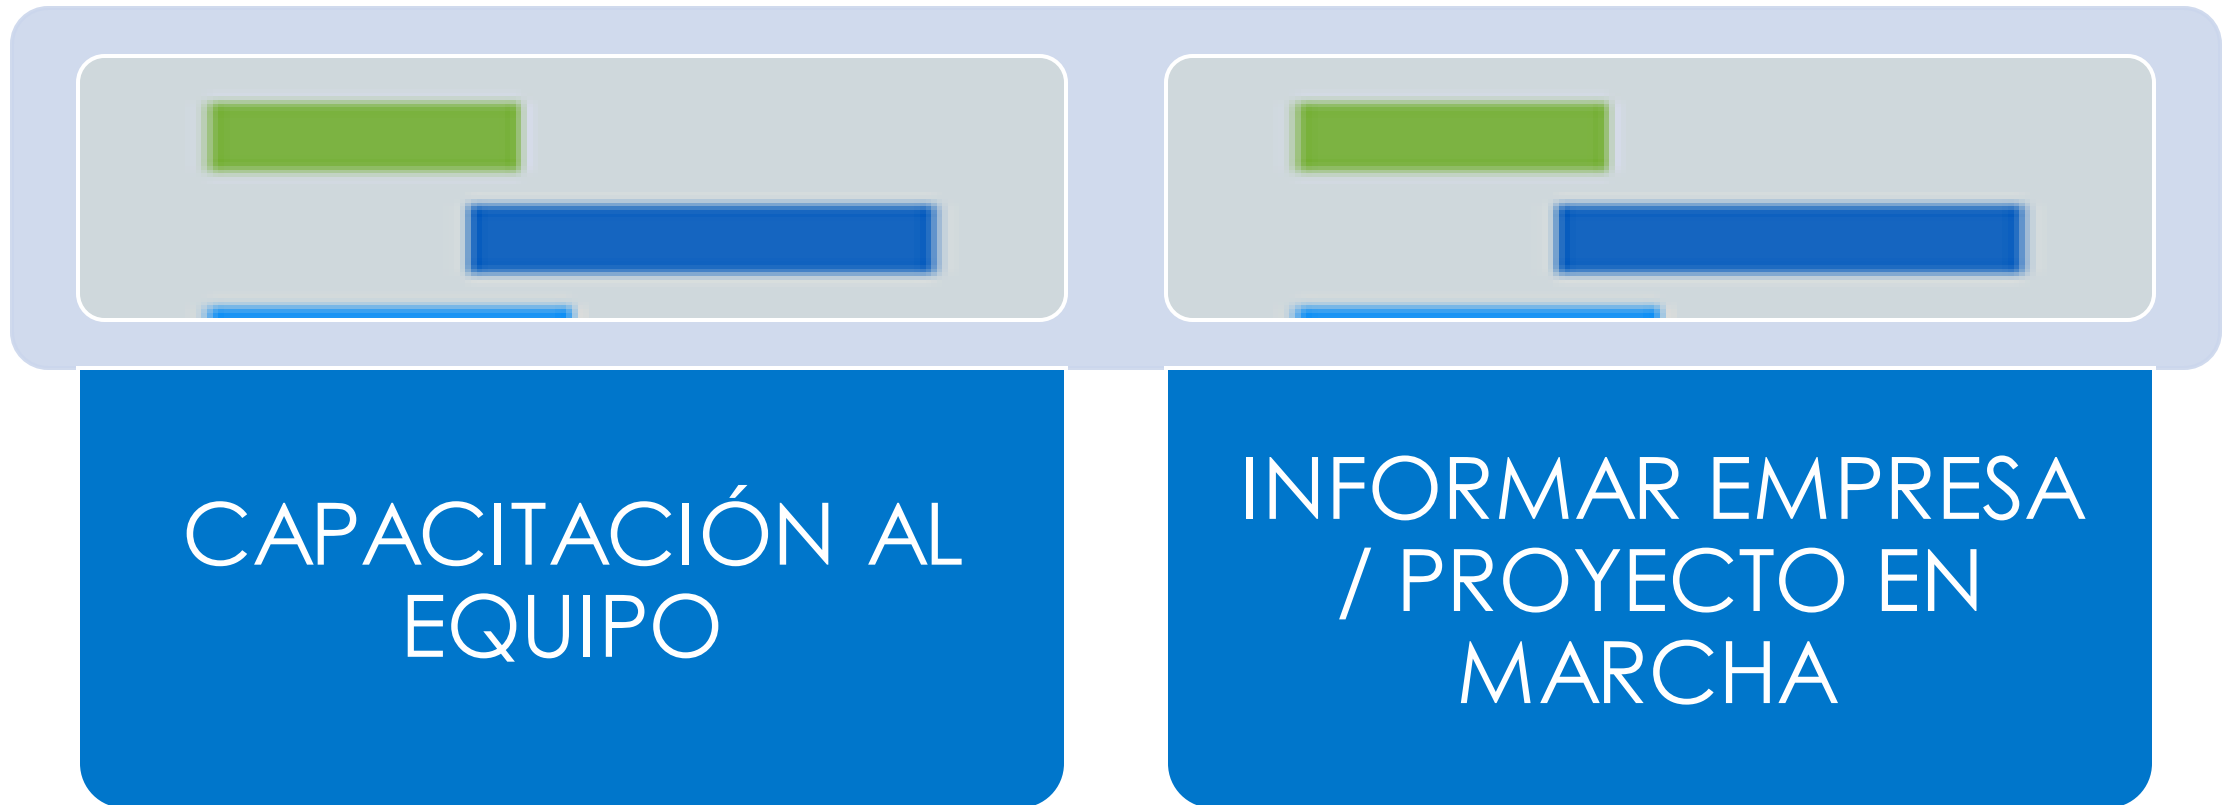 CAPACITACIÓN AL
EQUIPO
INFORMAR EMPRESA
/ PROYECTO EN
MARCHA